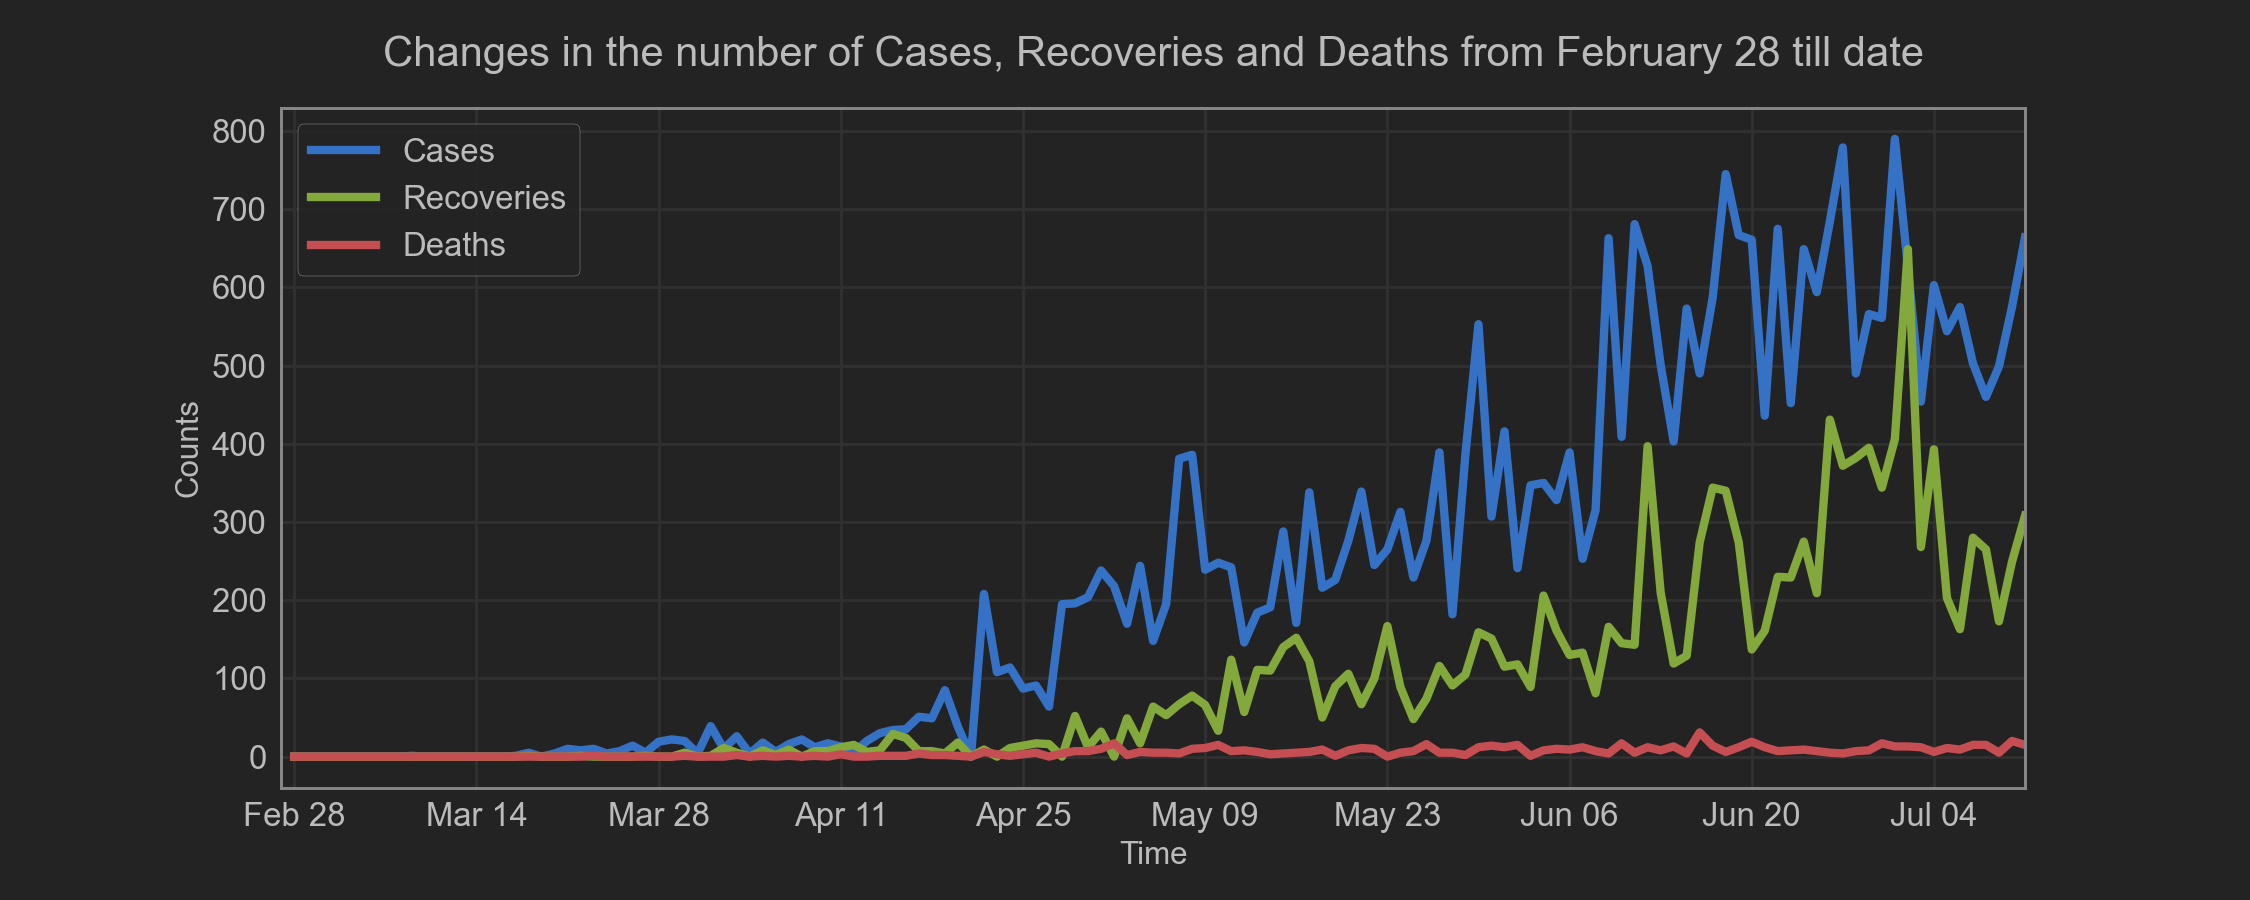 Changes in the number of Cases, Recoveries and Deaths from February 28 till date
800
700
600
500
400
300
200
100
0
Counts
Cases
Recoveries
Deaths
Feb 28 Mar 14 Mar 28 Apr 11 Apr 25 May 09 May 23 Jun 06 Jun 20 Jul 04
Time